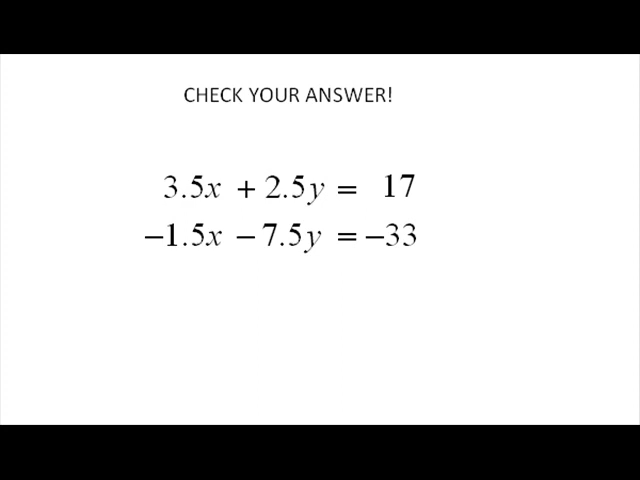 CHECK YOUR ANSWER!
3.5x + 2.5y = 17
−1.5x − 7.5y = −33